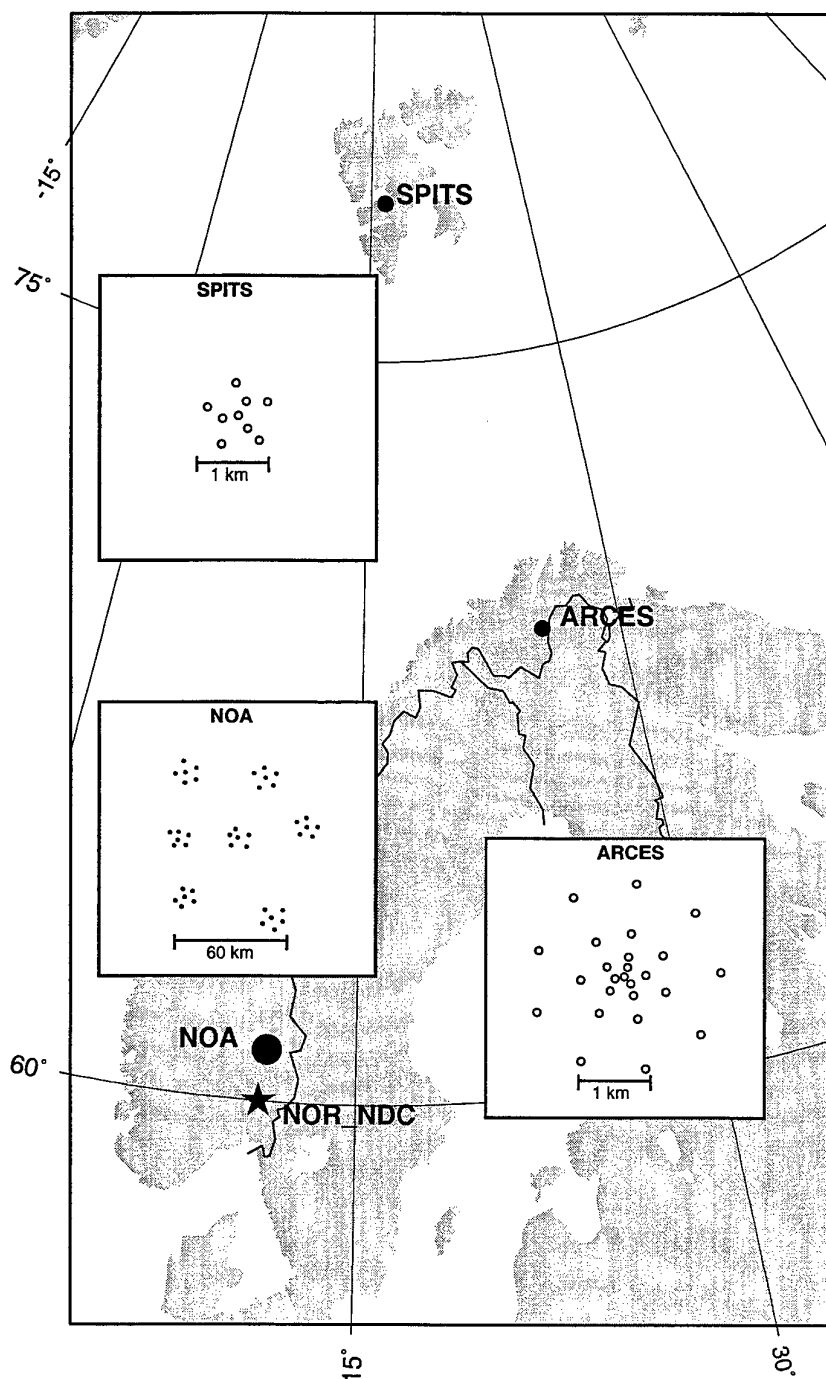 -15°
SPITS
75°
SPITS
1 km
ARCES
NOA
60 km
ARCES
1 km
NOA
60°
NOR_NDC
15°
30°